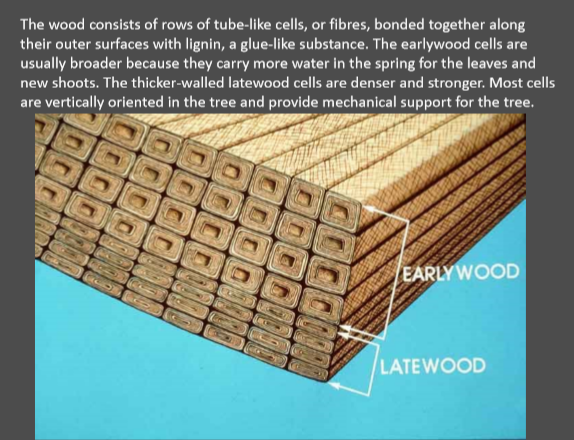 The wood consists of rows of tube-like cells, or fibres, bonded together along
their outer surfaces with lignin, a glue-like substance. The earlywood cells are
usually broader because they carry more water in the spring for the leaves and
new shoots. The thicker-walled latewood cells are denser and stronger. Most cells
are vertically oriented in the tree and provide mechanical support for the tree.
EARLYWOOD
LATEWOOD